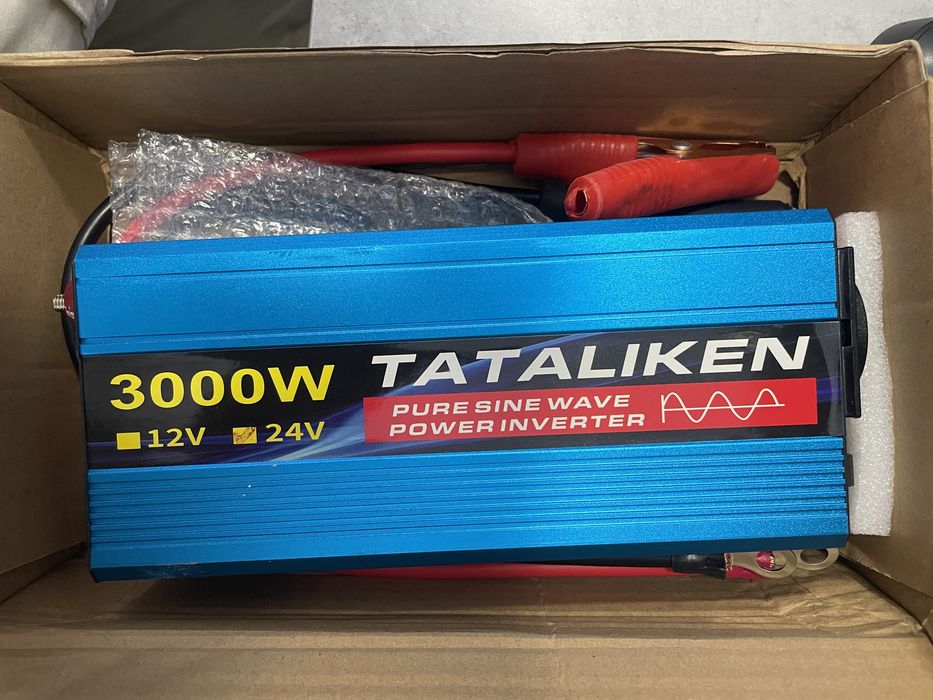 3000W
12V 24V
TATALIKEN
PURE SINE WAVE
POWER INVERTER